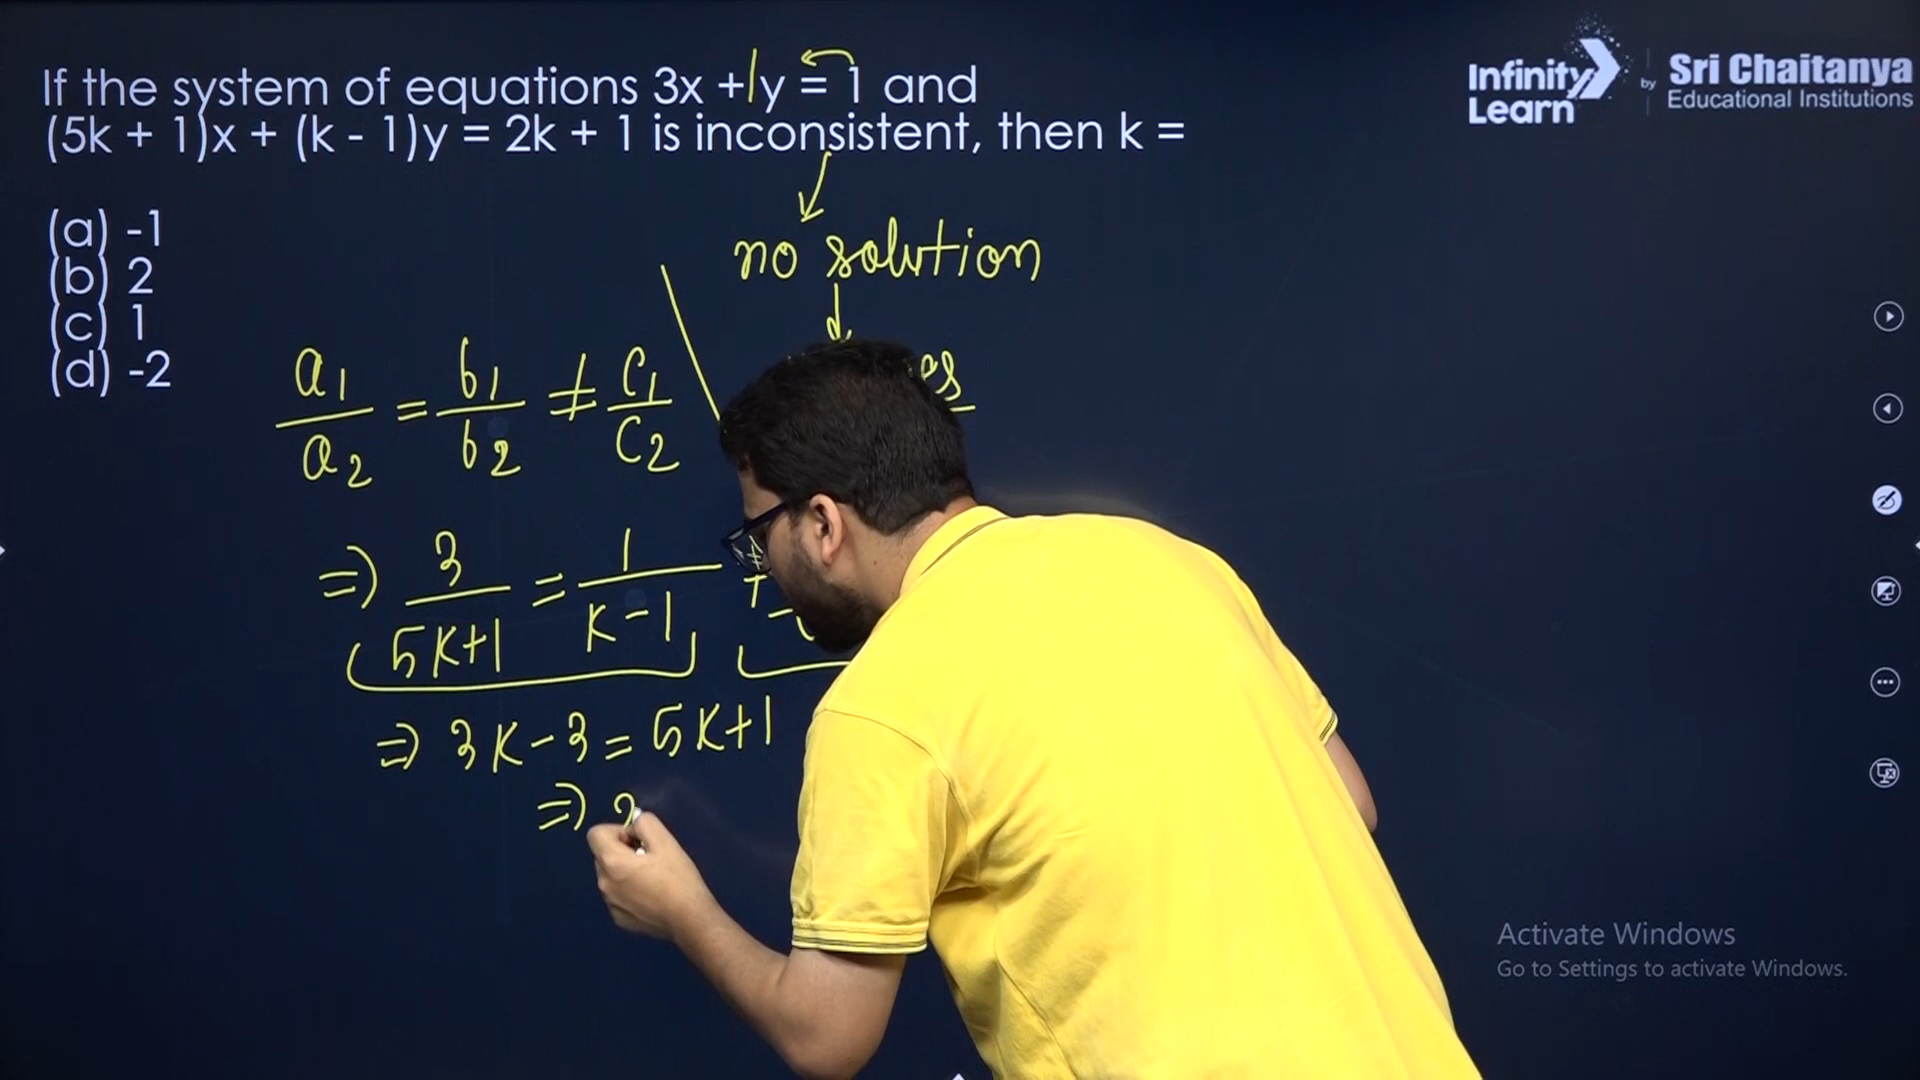 If the system of equations 3x + 1y = 1 and
(5k + 1)x + (k - 1)y = 2k + 1 is inconsistent, then k =
(a) -1
(b) 2
(c) 1
(d) -2
Infinity Learn
by
Sri Chaitanya
Educational Institutions
no solution
a1/a2 = b1/b2 ≠ c1/c2
⇒ 3/5k+1 = 1/k-1 ≠
⇒ 3k-3 = 5k+1
⇒
Activate Windows
Go to Settings to activate Windows.